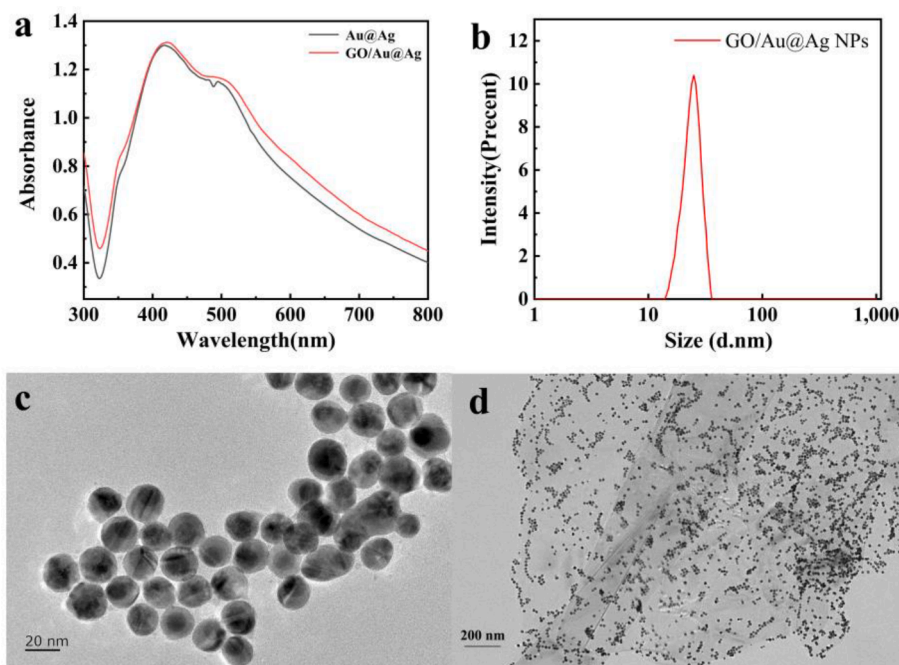 a
Au@Ag
GO/Au@Ag
1.4
1.2
1.0
0.8
0.6
0.4
Absorbance
300
400
500
600
700
800
Wavelength(nm)
b
GO/Au@Ag NPs
12
10
8
6
4
2
0
Intensity(Precent)
1
10
100
1,000
Size (d.nm)
c
20 nm
d
200 nm